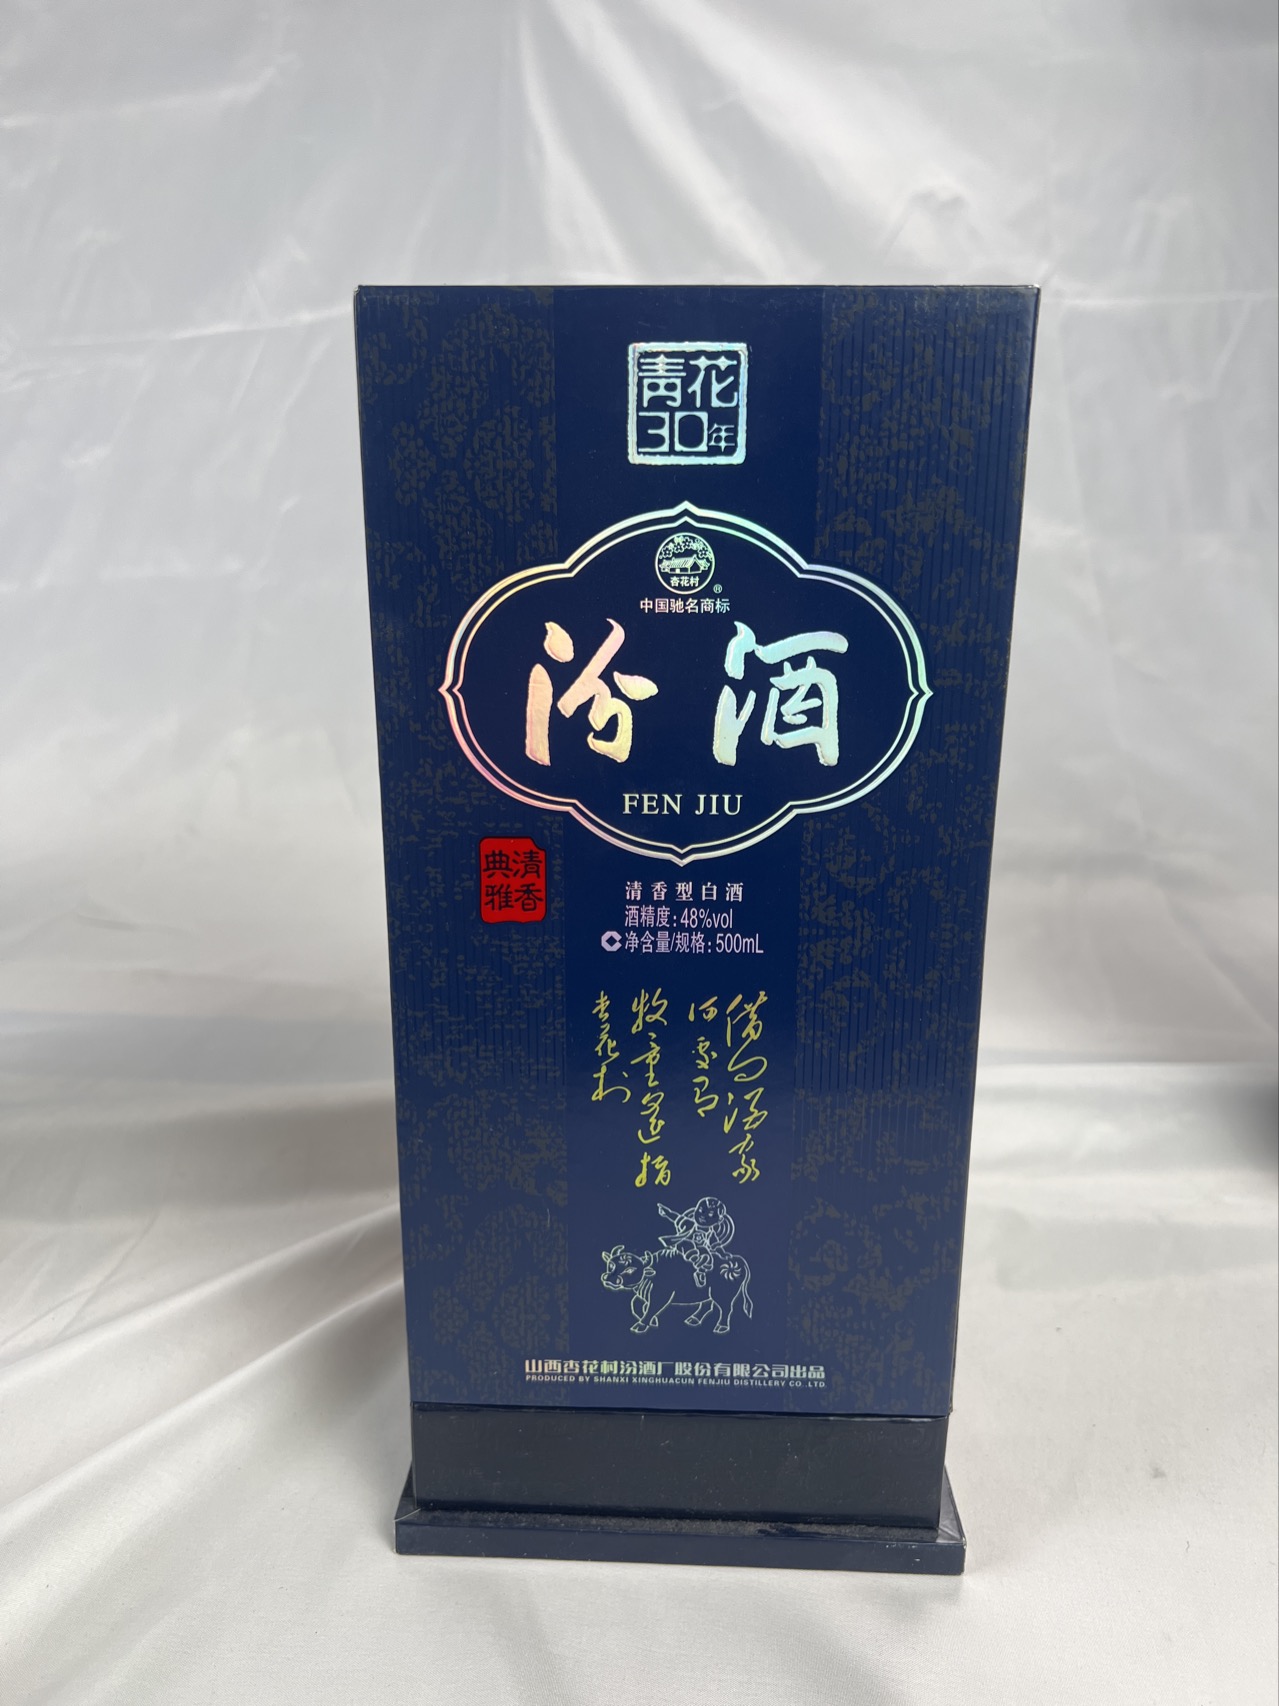 青花
30年
杏花村
®
中国驰名商标
汾酒
FEN JIU
清香
典雅
清香型白酒
酒精度:48%vol
净含量/规格:500mL
借问酒家
何处有
牧童遥指
杏花村
山西杏花村汾酒厂股份有限公司出品
PRODUCED BY SHANXI XINGHUACUN FENJIU DISTILLERY CO.,LTD.